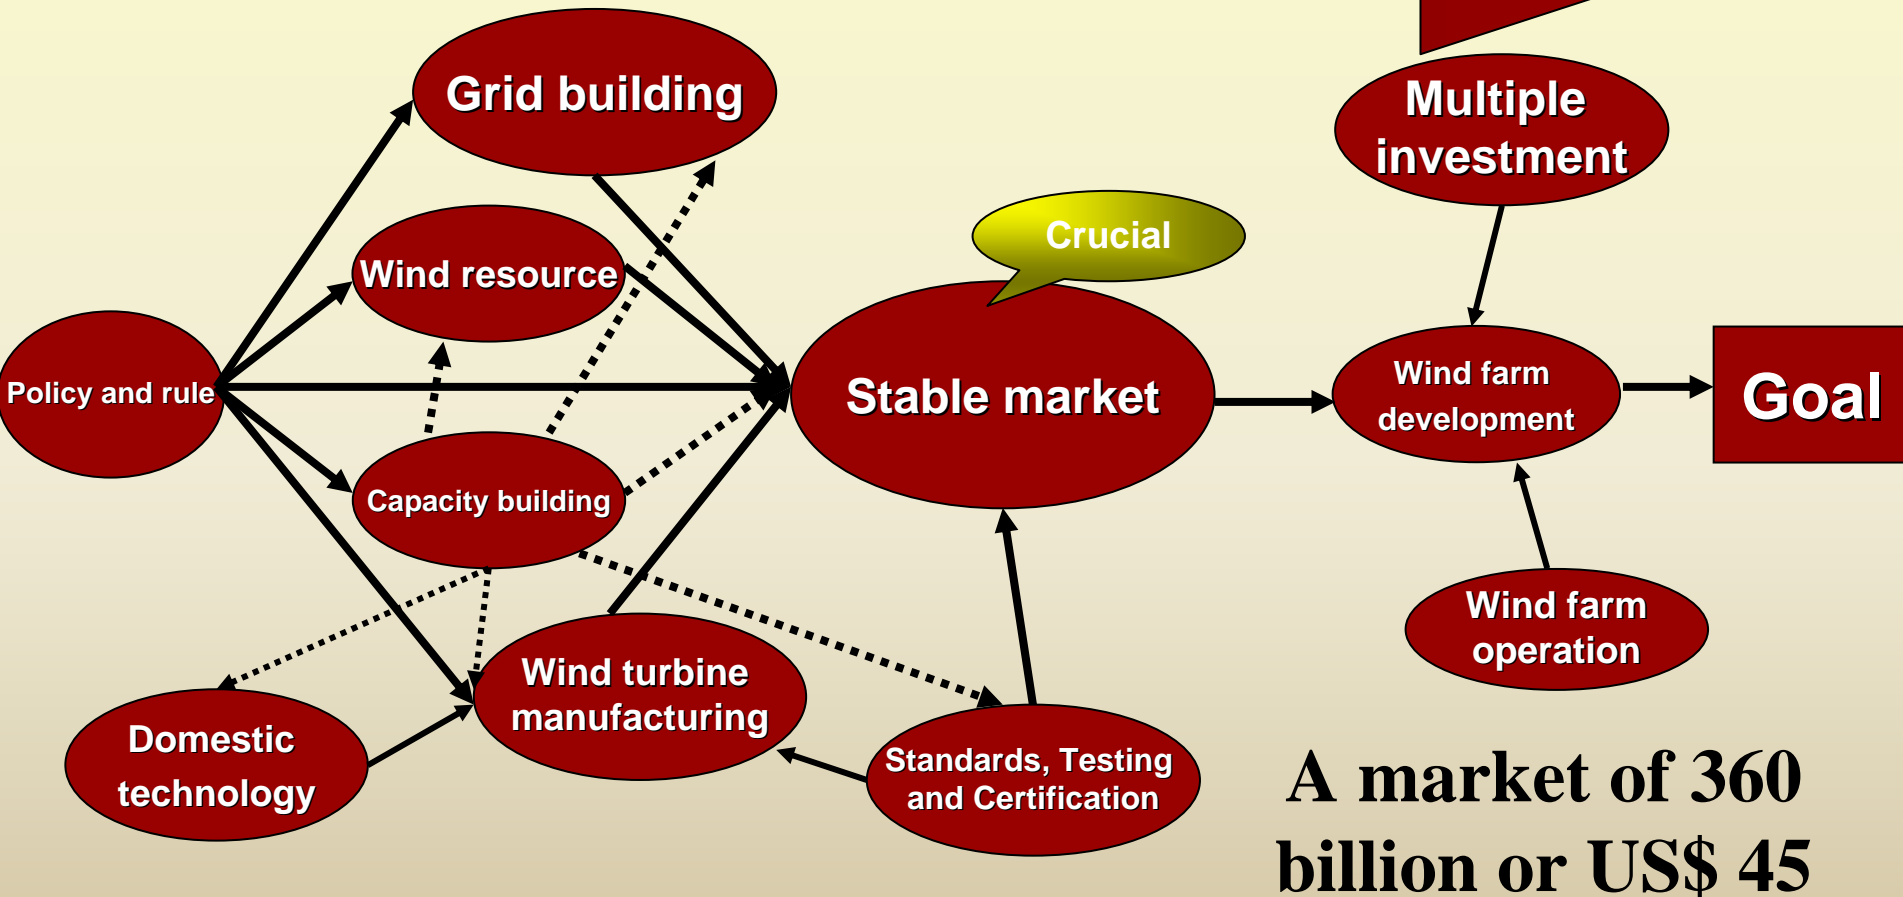 Grid building
Multiple
investment
Crucial
Wind resource
Policy and rule
Stable market
Wind farm
development
Goal
Capacity building
Wind farm
operation
Wind turbine
manufacturing
Domestic
technology
Standards, Testing
and Certification
A market of 360
billion or US$ 45